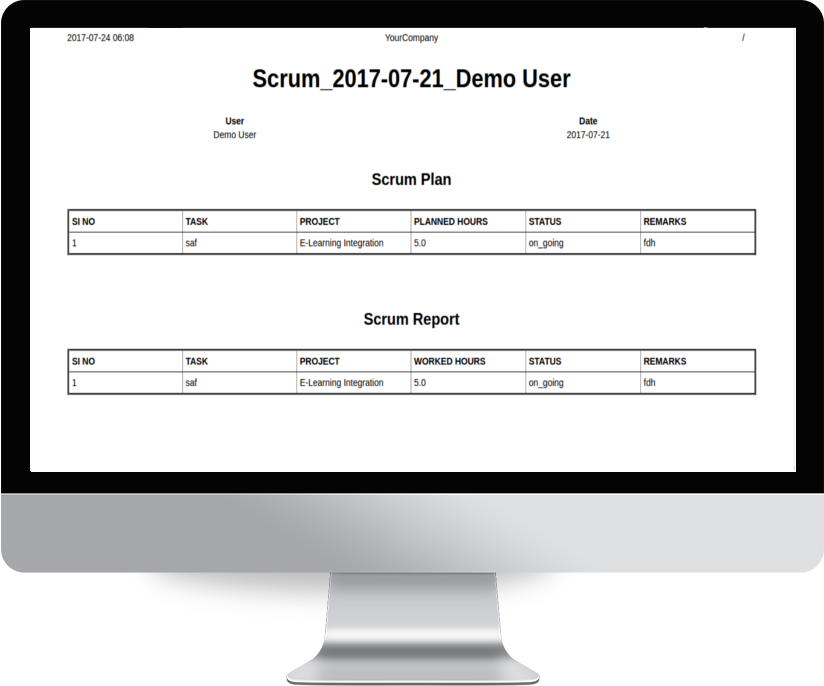 2017-07-24 06:08 YourCompany /
Scrum_2017-07-21_Demo User
User Date
Demo User 2017-07-21
Scrum Plan
SI NO TASK PROJECT PLANNED HOURS STATUS REMARKS
1 saf E-Learning Integration 5.0 on_going fdh
Scrum Report
SI NO TASK PROJECT WORKED HOURS STATUS REMARKS
1 saf E-Learning Integration 5.0 on_going fdh